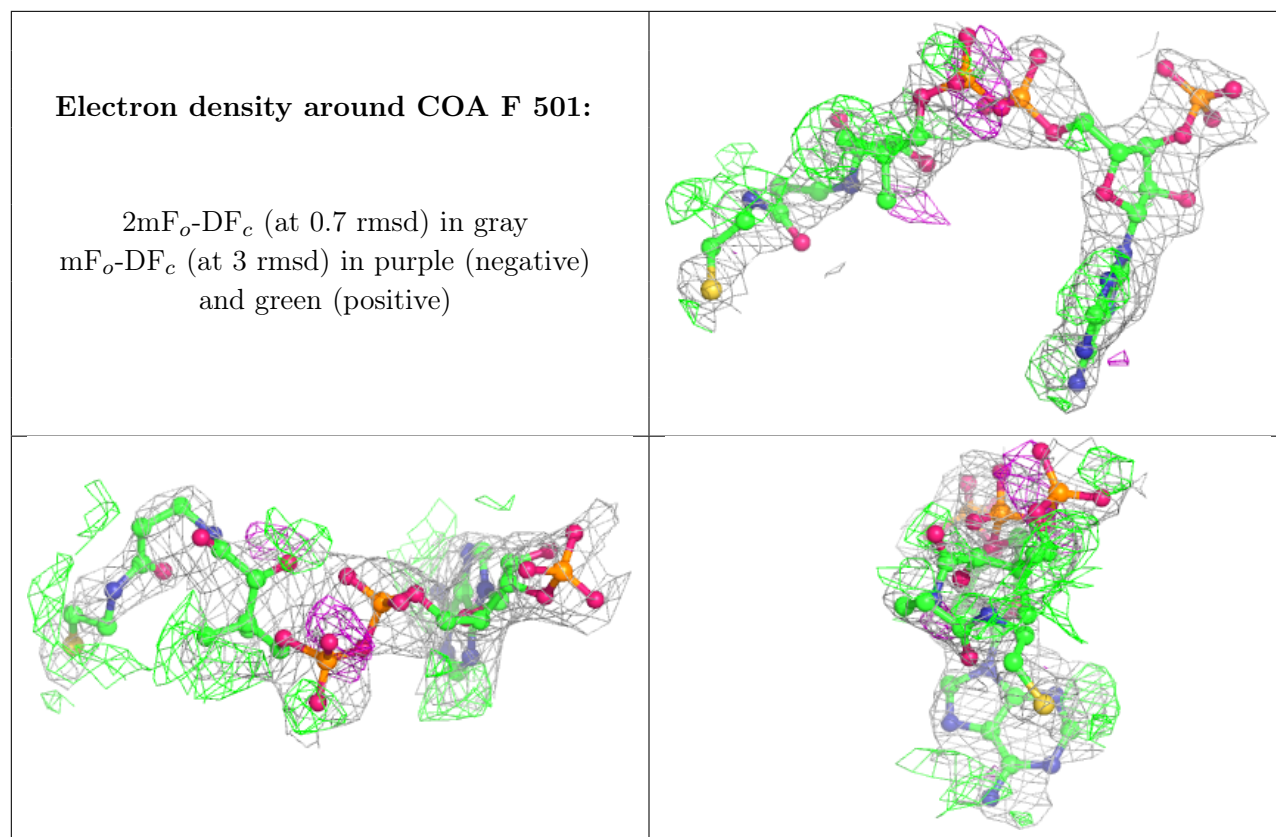 Electron density around COA F 501:
2mFo-DFc (at 0.7 rmsd) in gray
mFo-DFc (at 3 rmsd) in purple (negative)
and green (positive)